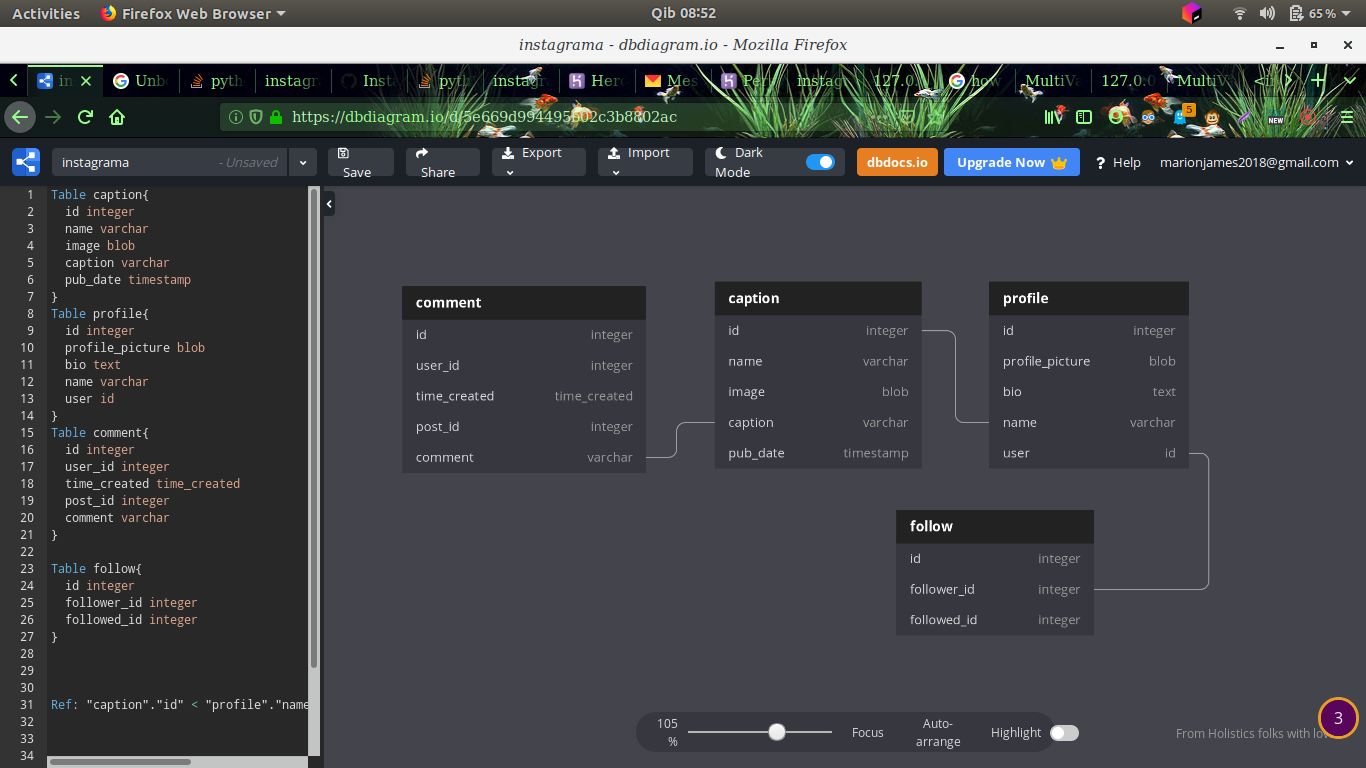 Activities Firefox Web Browser Qib 08:52 65%
instagrama - dbdiagram.io - Mozilla Firefox
in Unb pyth instagr Inst pyth instagr Her Mes Per instag 127.0. how MultiVa 127.0.0 MultiV
https://dbdiagram.io/d/5e669d994495b02c3b8802ac 5 NEW
instagrama - Unsaved Save Share Export Import Dark Mode dbdocs.io Upgrade Now ? Help marionjames2018@gmail.com
1 Table caption{
2 id integer
3 name varchar
4 image blob
5 caption varchar
6 pub_date timestamp
7 }
8 Table profile{
9 id integer
10 profile_picture blob
11 bio text
12 name varchar
13 user id
14 }
15 Table comment{
16 id integer
17 user_id integer
18 time_created time_created
19 post_id integer
20 comment varchar
21 }
22
23 Table follow{
24 id integer
25 follower_id integer
26 followed_id integer
27 }
28
29
30
31 Ref: "caption"."id" < "profile"."name
32
33
34
comment
id integer
user_id integer
time_created time_created
post_id integer
comment varchar
caption
id integer
name varchar
image blob
caption varchar
pub_date timestamp
profile
id integer
profile_picture blob
bio text
name varchar
user id
follow
id integer
follower_id integer
followed_id integer
105 % Focus Auto-arrange Highlight
From Holistics folks with lov
3